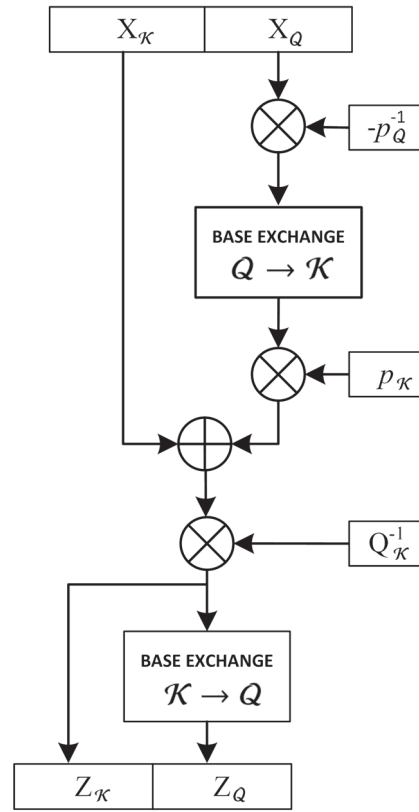 X𝒦 X𝒬
-p𝒬⁻¹
BASE EXCHANGE
𝒬 → 𝒦
p𝒦
Q𝒦⁻¹
BASE EXCHANGE
𝒦 → 𝒬
Z𝒦 Z𝒬